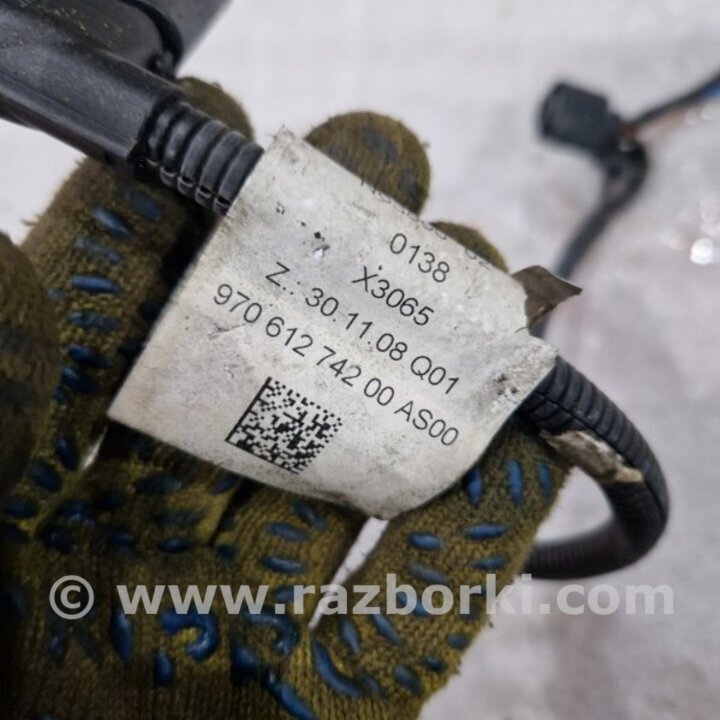 0138
X3065
Z.: 30.11.08 Q01
970 612 742 00 AS00
© www.razborki.com